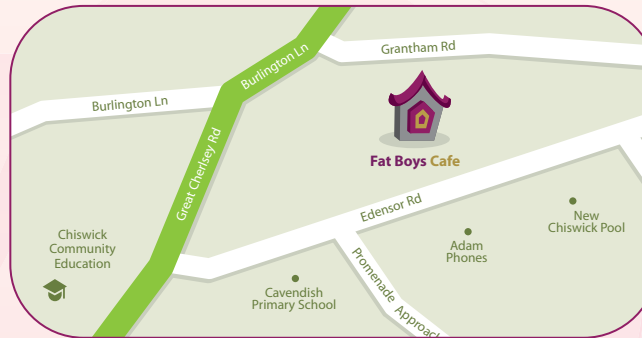 Burlington Ln
Grantham Rd
Burlington Ln
Great Cherlsey Rd
Fat Boys Cafe
Edensor Rd
New
Chiswick Pool
Chiswick
Community
Education
Adam
Phones
Promenade Approach
Cavendish
Primary School